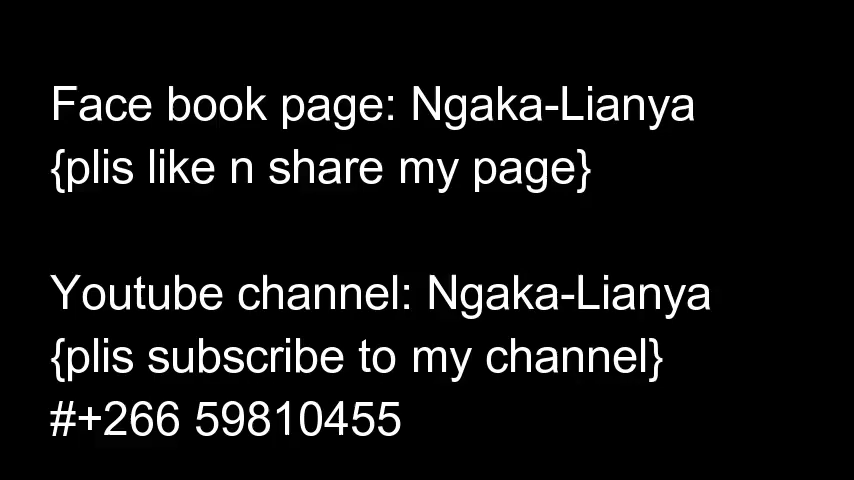 Face book page: Ngaka-Lianya
{plis like n share my page}
Youtube channel: Ngaka-Lianya
{plis subscribe to my channel}
#+266 59810455